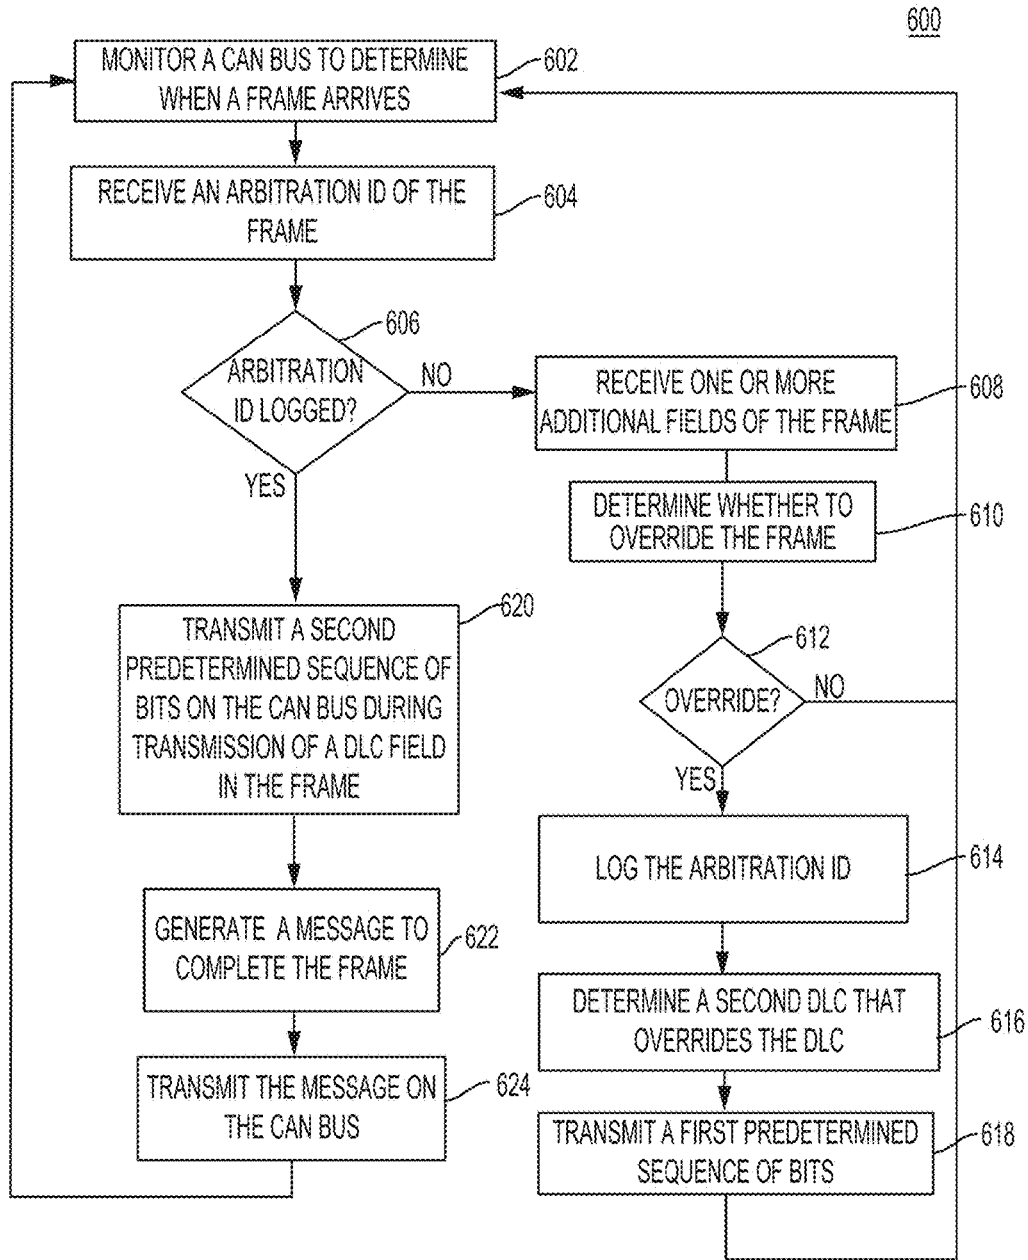 600
MONITOR A CAN BUS TO DETERMINE
WHEN A FRAME ARRIVES
602
RECEIVE AN ARBITRATION ID OF THE
FRAME
604
606
ARBITRATION
ID LOGGED?
NO
YES
RECEIVE ONE OR MORE
ADDITIONAL FIELDS OF THE FRAME
608
DETERMINE WHETHER TO
OVERRIDE THE FRAME
610
612
OVERRIDE?
NO
YES
LOG THE ARBITRATION ID
614
DETERMINE A SECOND DLC THAT
OVERRIDES THE DLC
616
TRANSMIT A FIRST PREDETERMINED
SEQUENCE OF BITS
618
620
TRANSMIT A SECOND
PREDETERMINED SEQUENCE OF
BITS ON THE CAN BUS DURING
TRANSMISSION OF A DLC FIELD
IN THE FRAME
GENERATE A MESSAGE TO
COMPLETE THE FRAME
622
TRANSMIT THE MESSAGE ON
THE CAN BUS
624